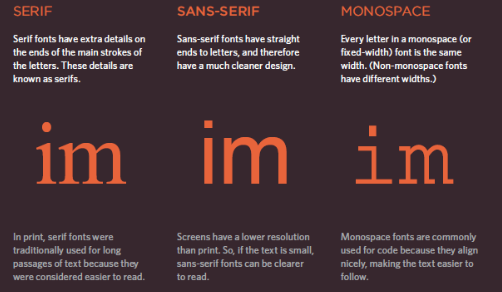 SERIF
Serif fonts have extra details on
the ends of the main strokes of
the letters. These details are
known as serifs.
im
In print, serif fonts were
traditionally used for long
passages of text because they
were considered easier to read.
SANS-SERIF
Sans-serif fonts have straight
ends to letters, and therefore
have a much cleaner design.
im
Screens have a lower resolution
than print. So, if the text is small,
sans-serif fonts can be clearer
to read.
MONOSPACE
Every letter in a monospace (or
fixed-width) font is the same
width. (Non-monospace fonts
have different widths.)
im
Monospace fonts are commonly
used for code because they align
nicely, making the text easier to
follow.